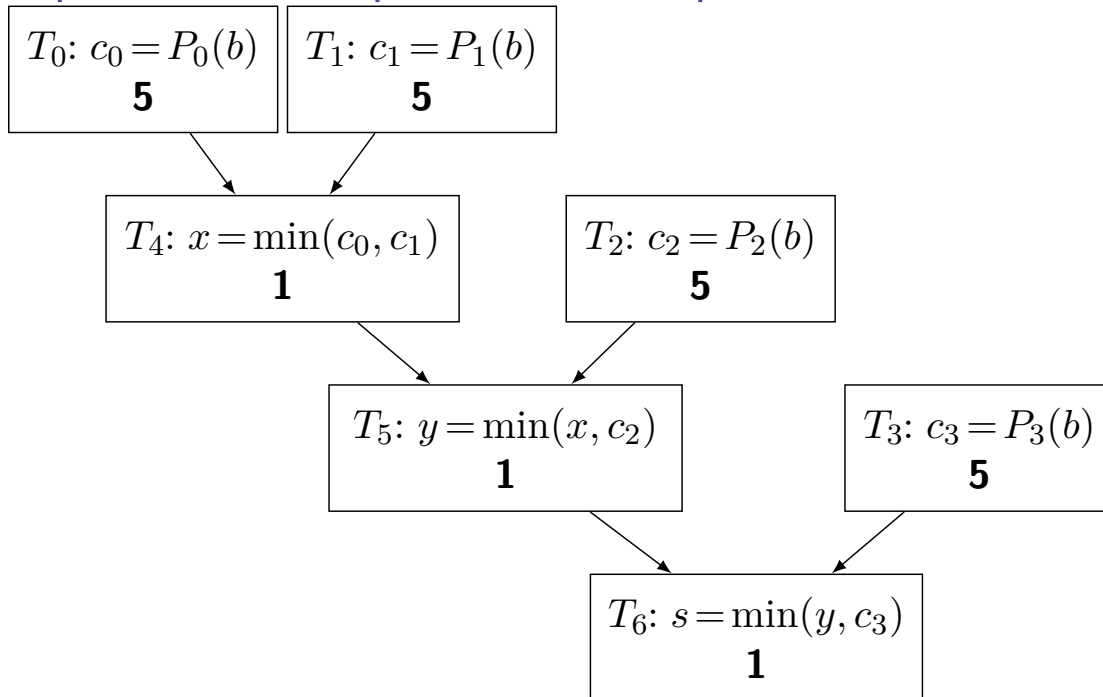 T₀: c₀ = P₀(b)
5
T₁: c₁ = P₁(b)
5
T₄: x = min(c₀, c₁)
1
T₂: c₂ = P₂(b)
5
T₅: y = min(x, c₂)
1
T₃: c₃ = P₃(b)
5
T₆: s = min(y, c₃)
1